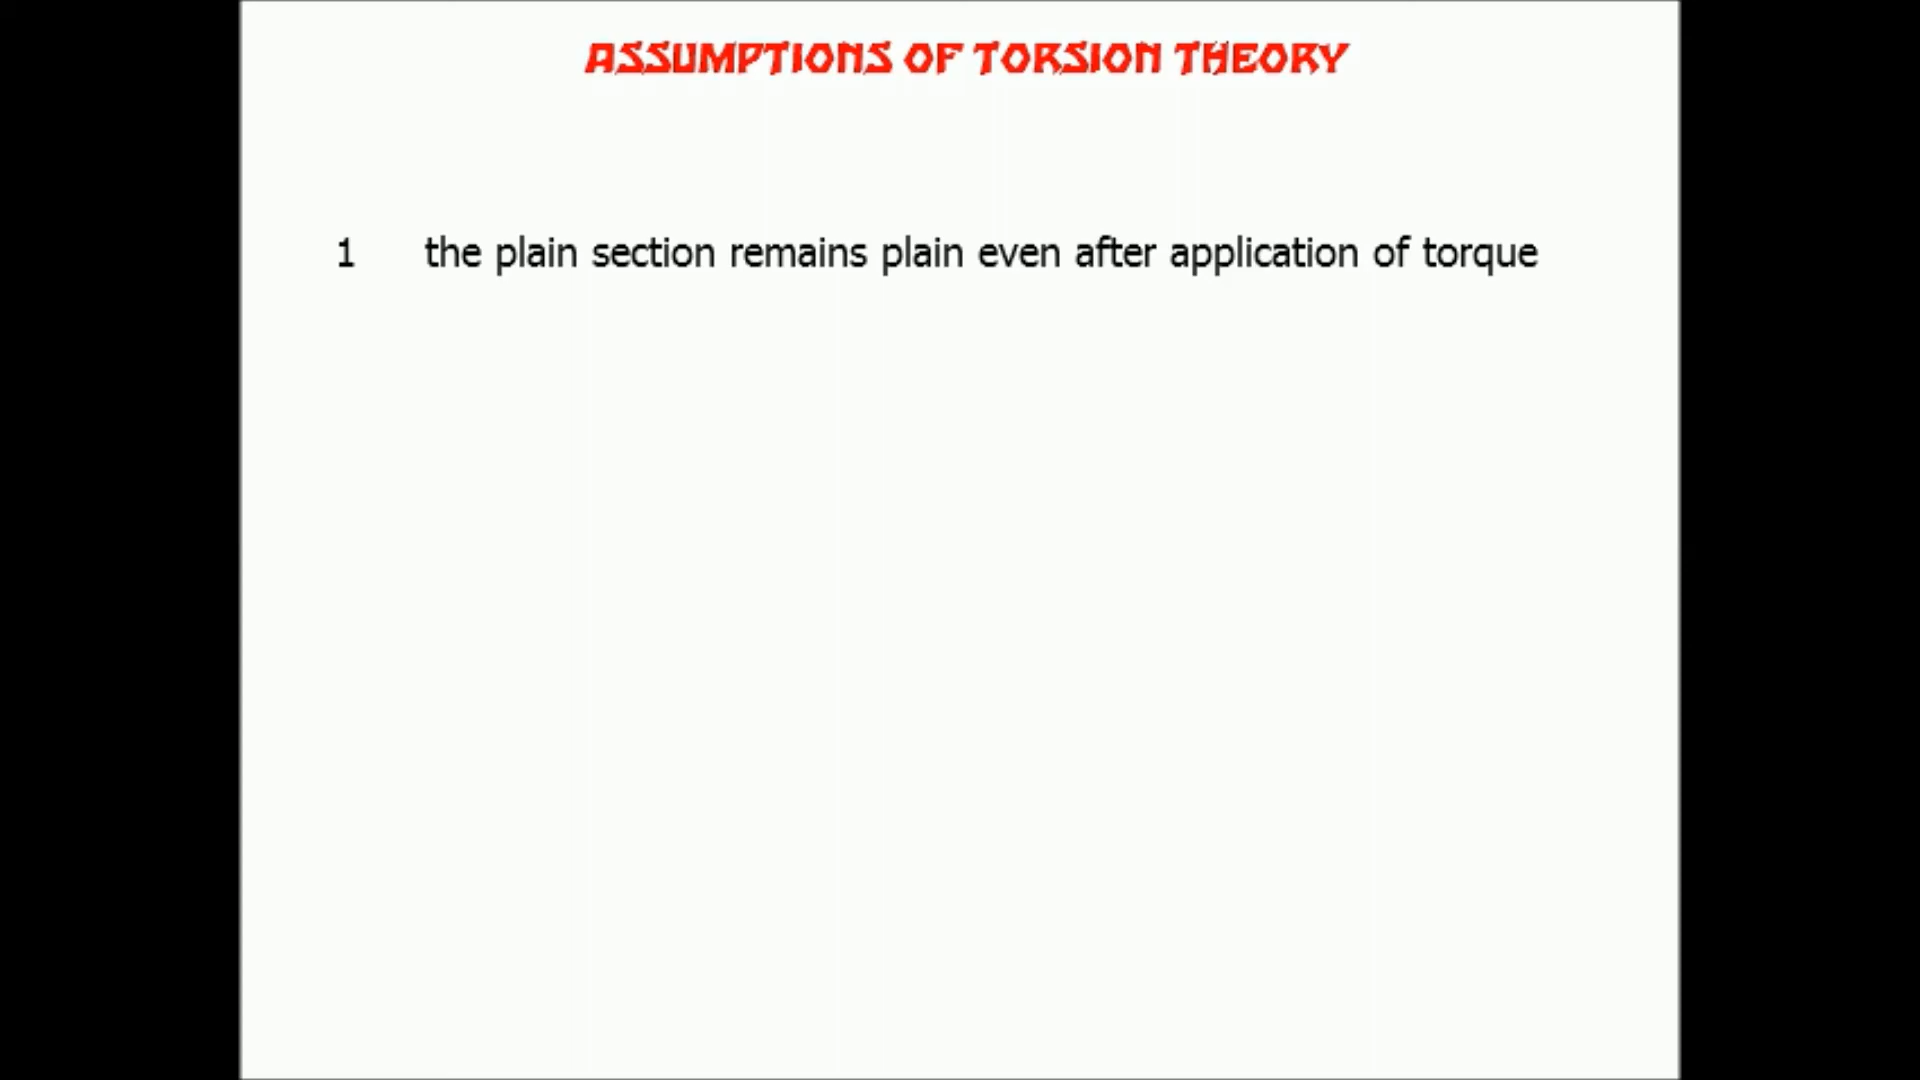 ASSUMPTIONS OF TORSION THEORY
1 the plain section remains plain even after application of torque